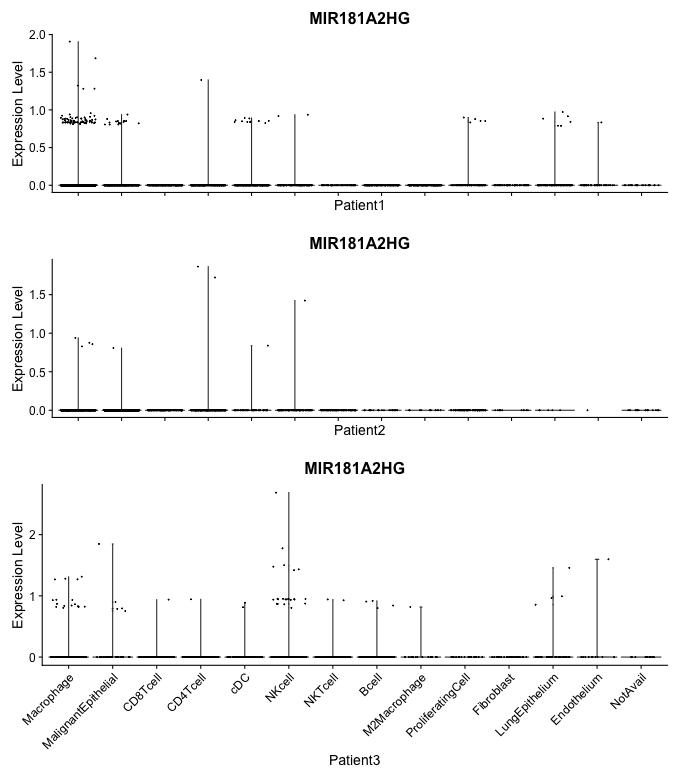 MIR181A2HG
Expression Level
2.0
1.5
1.0
0.5
0.0
Patient1
MIR181A2HG
Expression Level
1.5
1.0
0.5
0.0
Patient2
MIR181A2HG
Expression Level
2
1
0
Macrophage
MalignantEpithelial
CD8Tcell
CD4Tcell
cDC
NKcell
NKTcell
Bcell
M2Macrophage
ProliferatingCell
Fibroblast
LungEpithelium
Endothelium
NotAvail
Patient3